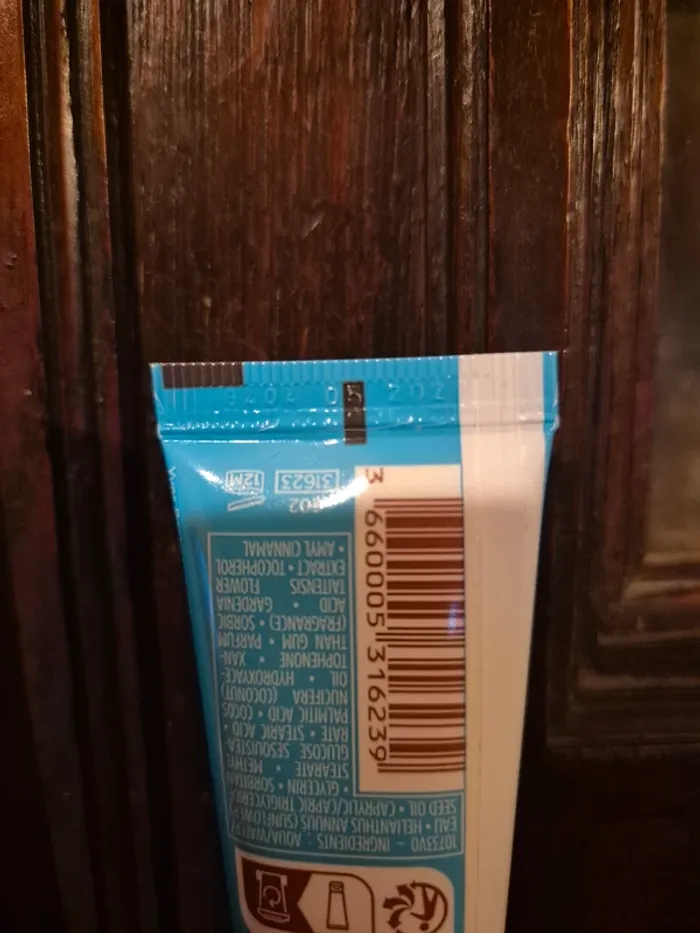 10733V0 - INGREDIENTS : AQUA/WATER/
EAU • HELIANTHUS ANNUUS (SUNFLOWER)
SEED OIL • CAPRYLIC/CAPRIC TRIGLYCERIDE
• GLYCERIN • SORBITAN
STEARATE • METHYL
GLUCOSE SESQUISTEA-
RATE • STEARIC ACID •
PALMITIC ACID • COCOS
NUCIFERA (COCONUT)
OIL • HYDROXYACE-
TOPHENONE • XAN-
THAN GUM • PARFUM
(FRAGRANCE) • SORBIC
ACID • GARDENIA
TAITENSIS FLOWER
EXTRACT • TOCOPHEROL
• AMYL CINNAMAL
3 660005 316239
31623
12M